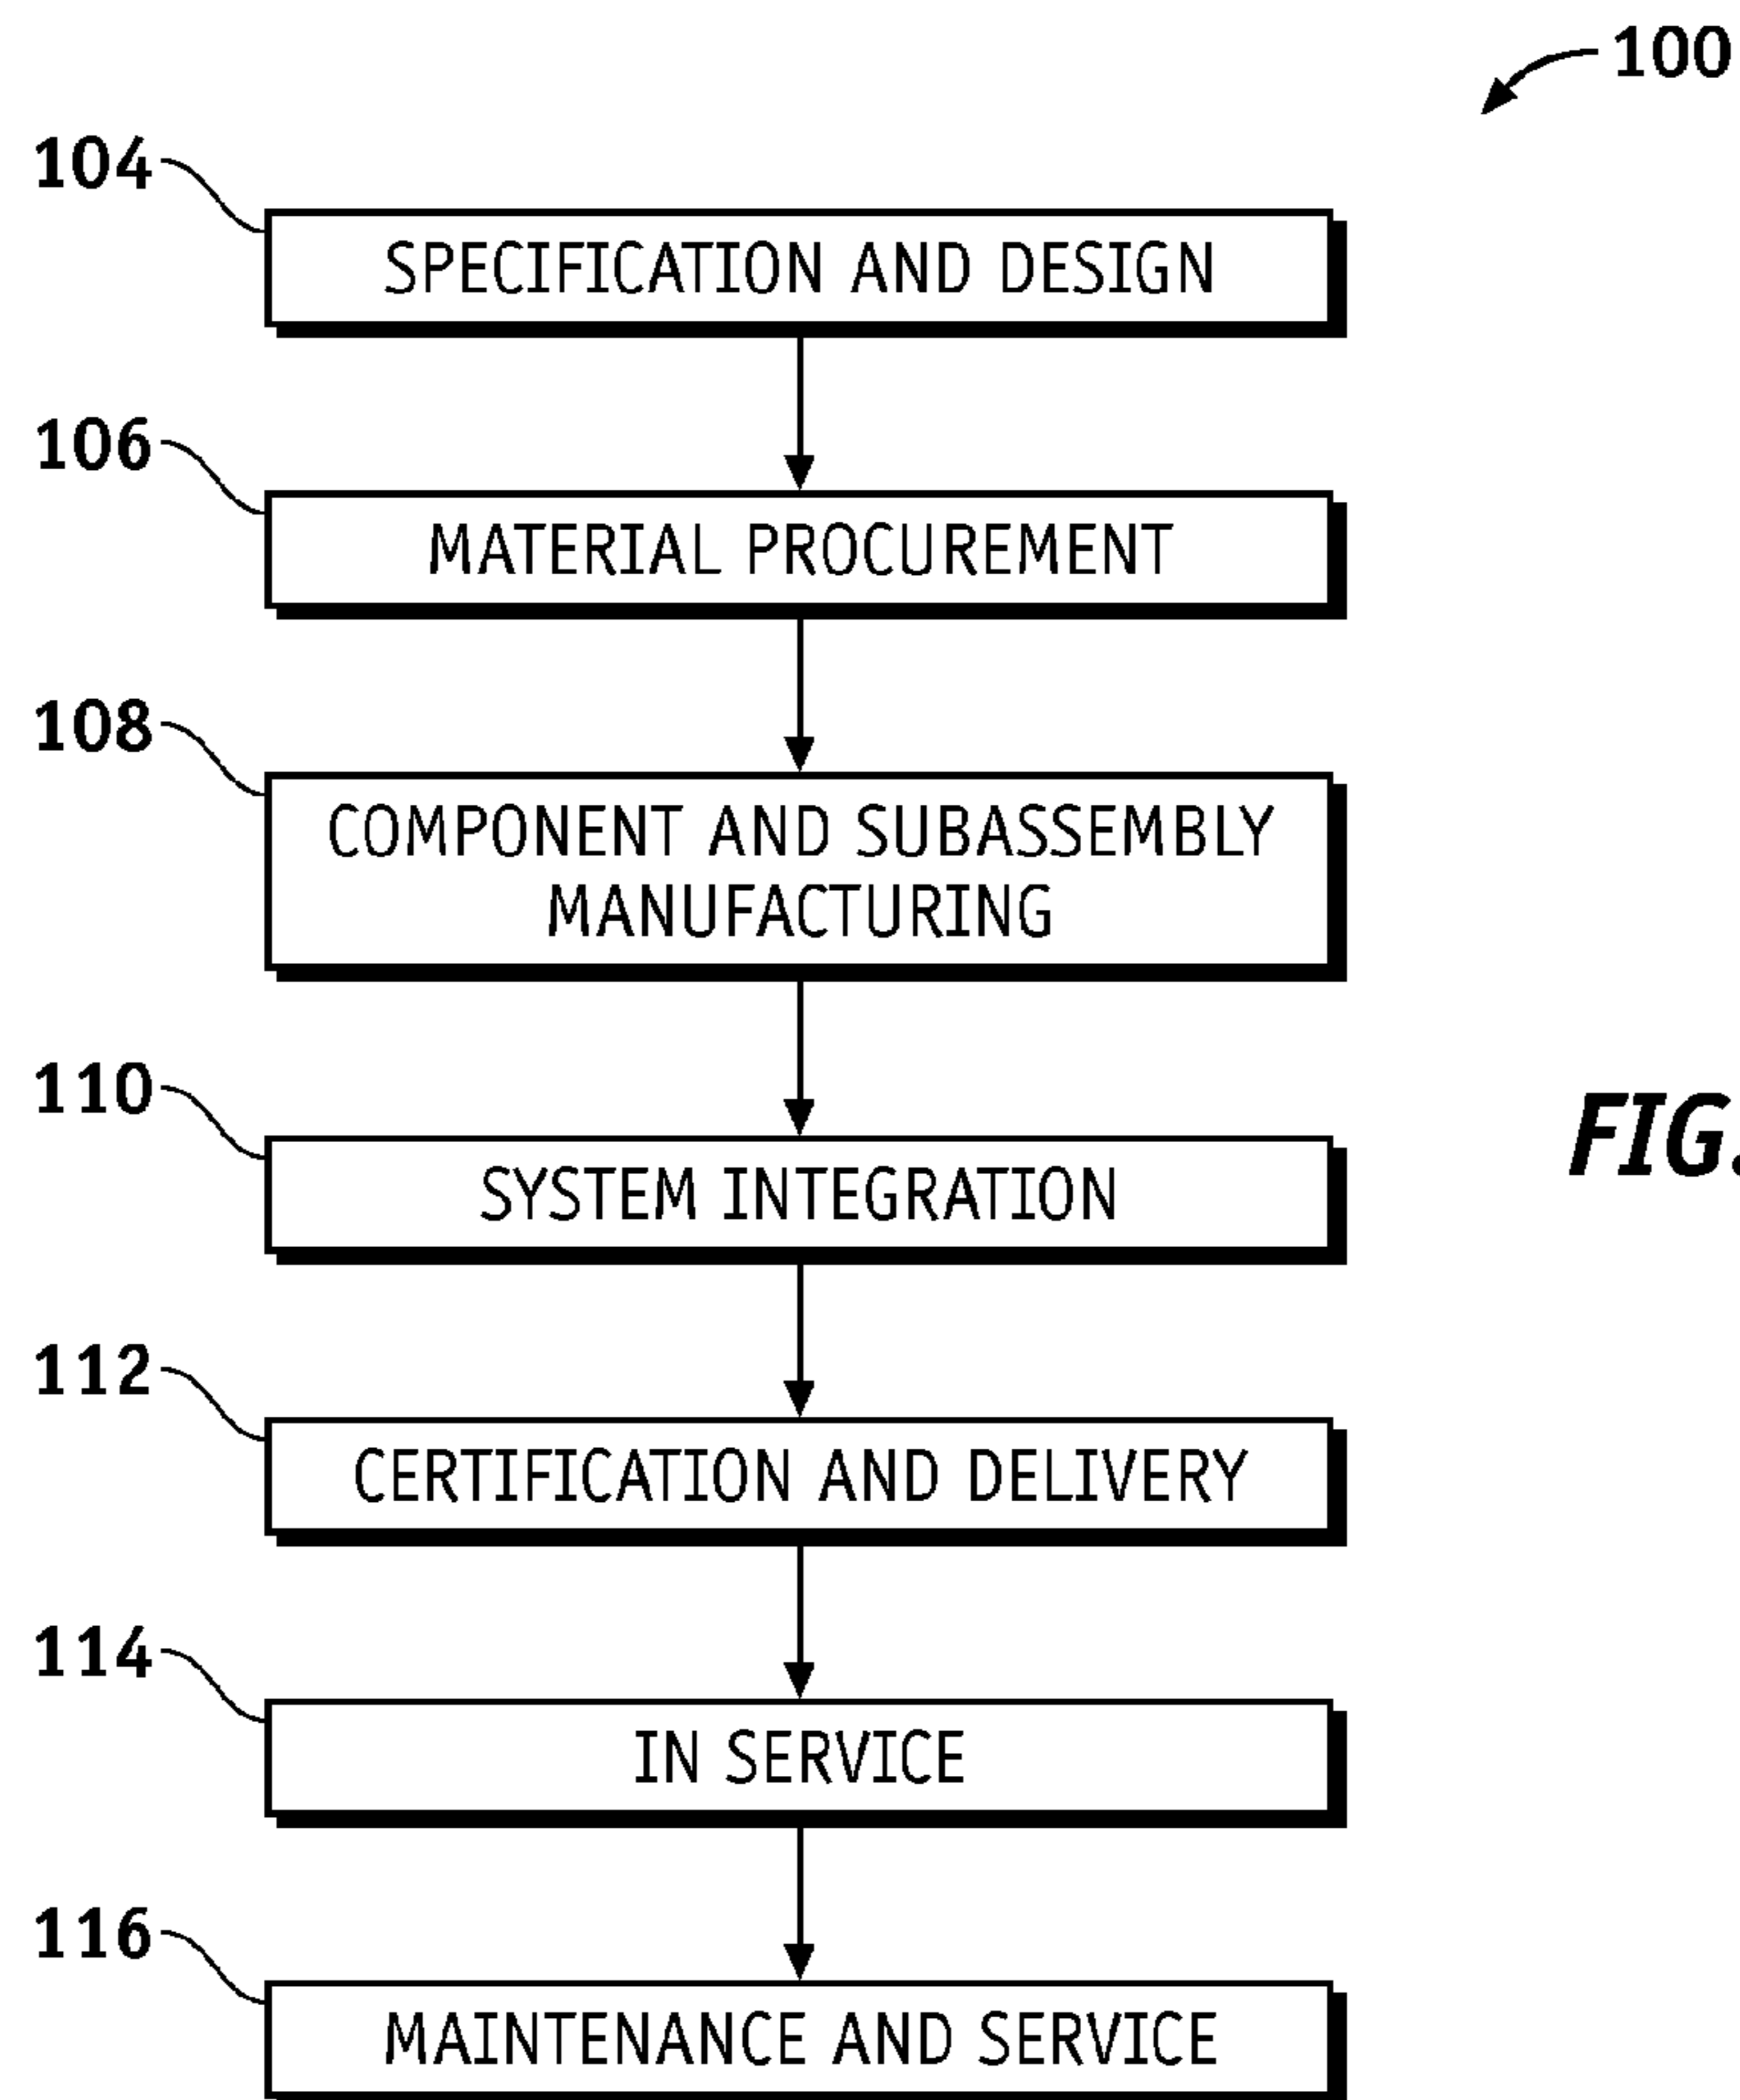 100
104
SPECIFICATION AND DESIGN
106
MATERIAL PROCUREMENT
108
COMPONENT AND SUBASSEMBLY
MANUFACTURING
110
SYSTEM INTEGRATION
FIG.
112
CERTIFICATION AND DELIVERY
114
IN SERVICE
116
MAINTENANCE AND SERVICE